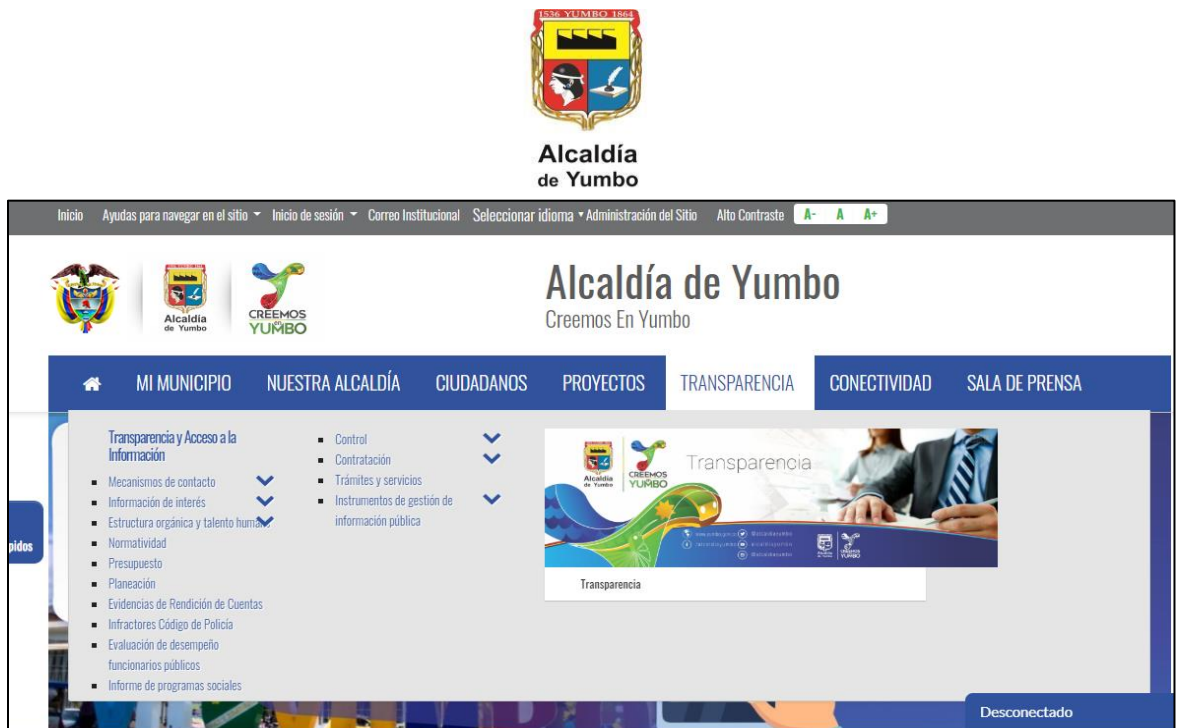 1536 YUMBO 1864
Alcaldía
de Yumbo
Inicio Ayudas para navegar en el sitio Inicio de sesión Correo Institucional Seleccionar idioma Administración del Sitio Alto Contraste A- A A+
Alcaldía
de Yumbo
CREEMOS
en
YUMBO
Alcaldía de Yumbo
Creemos En Yumbo
MI MUNICIPIO NUESTRA ALCALDÍA CIUDADANOS PROYECTOS TRANSPARENCIA CONECTIVIDAD SALA DE PRENSA
Transparencia y Acceso a la
Información
Mecanismos de contacto
Información de interés
Estructura orgánica y talento humano
Normatividad
Presupuesto
Planeación
Evidencias de Rendición de Cuentas
Infractores Código de Policía
Evaluación de desempeño
funcionarios públicos
Informe de programas sociales
Control
Contratación
Trámites y servicios
Instrumentos de gestión de
información pública
Alcaldía
de Yumbo
CREEMOS
YUMBO
Transparencia
Transparencia
pidos
Desconectado